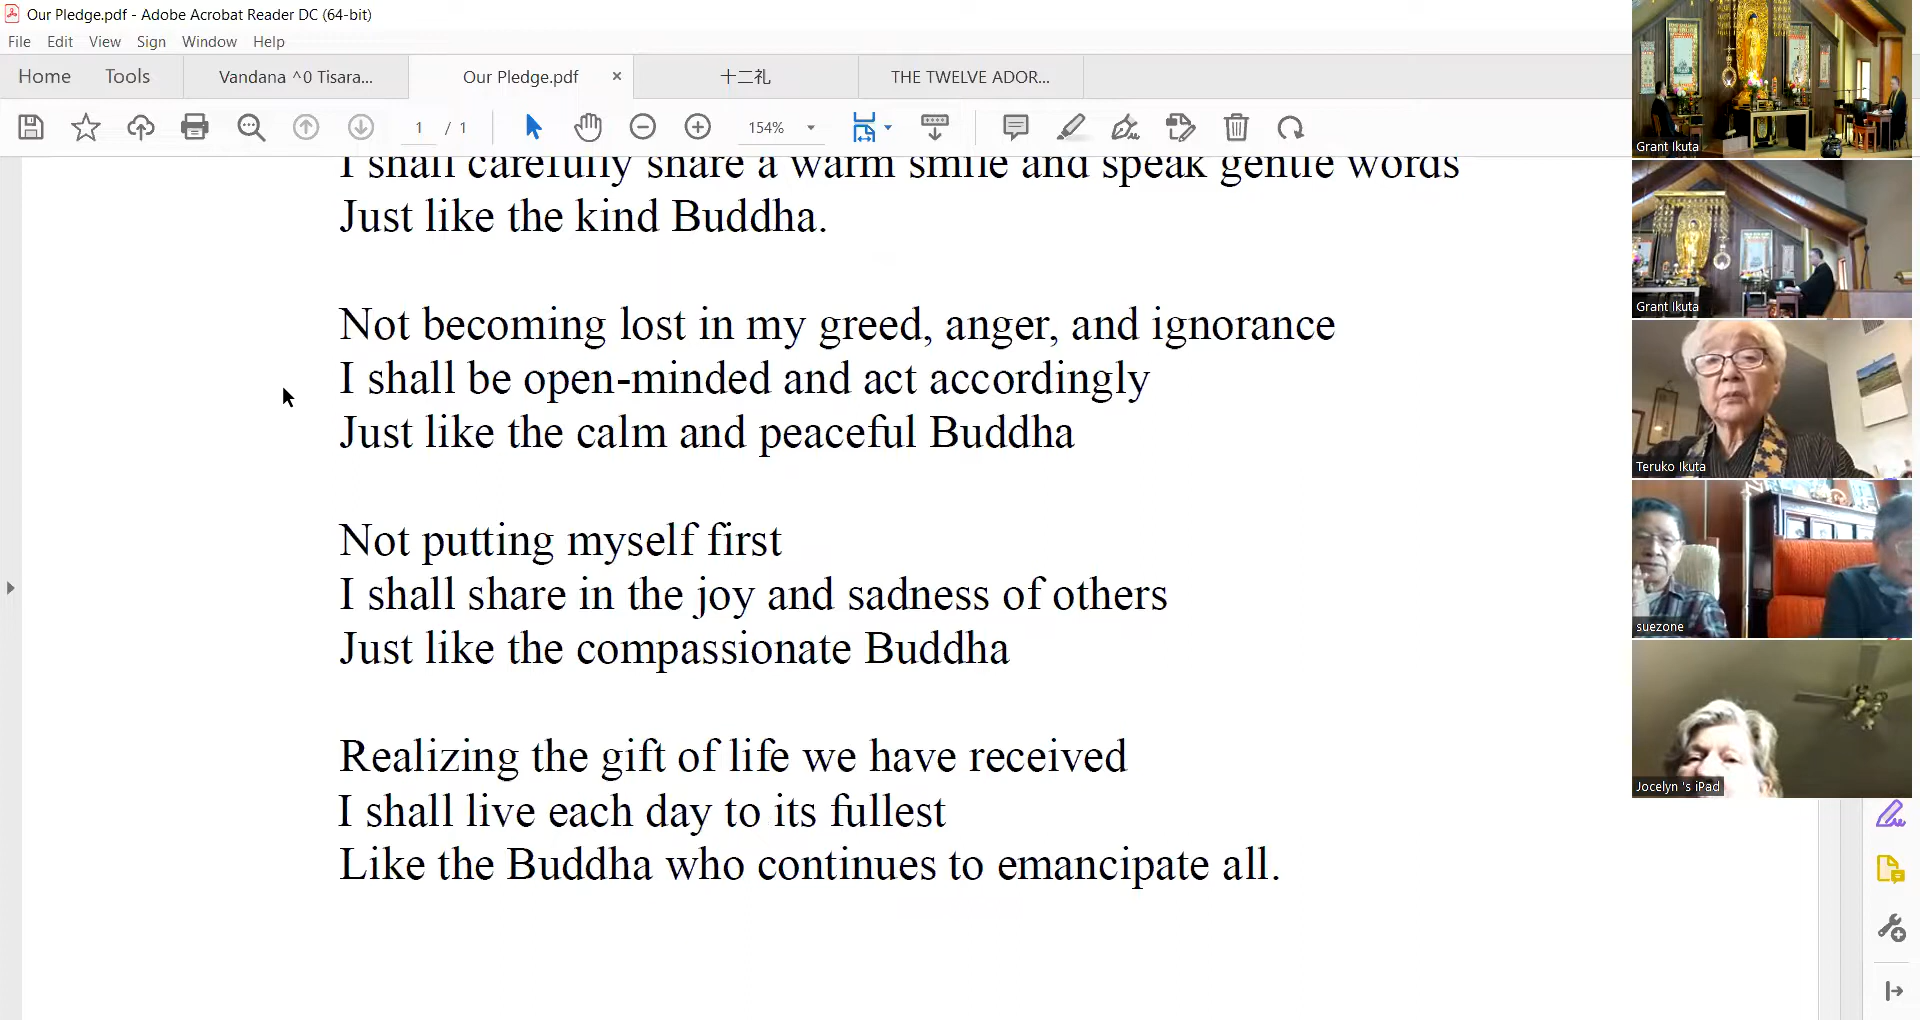 Our Pledge.pdf - Adobe Acrobat Reader DC (64-bit)
File Edit View Sign Window Help
Home Tools Vandana ^0 Tisara... Our Pledge.pdf × 十二礼 THE TWELVE ADOR...
1 / 1 154%
I shall carefully share a warm smile and speak gentle words
Just like the kind Buddha.
Not becoming lost in my greed, anger, and ignorance
I shall be open-minded and act accordingly
Just like the calm and peaceful Buddha
Not putting myself first
I shall share in the joy and sadness of others
Just like the compassionate Buddha
Realizing the gift of life we have received
I shall live each day to its fullest
Like the Buddha who continues to emancipate all.
Grant Ikuta
Grant Ikuta
Teruko Ikuta
suezone
Jocelyn 's iPad